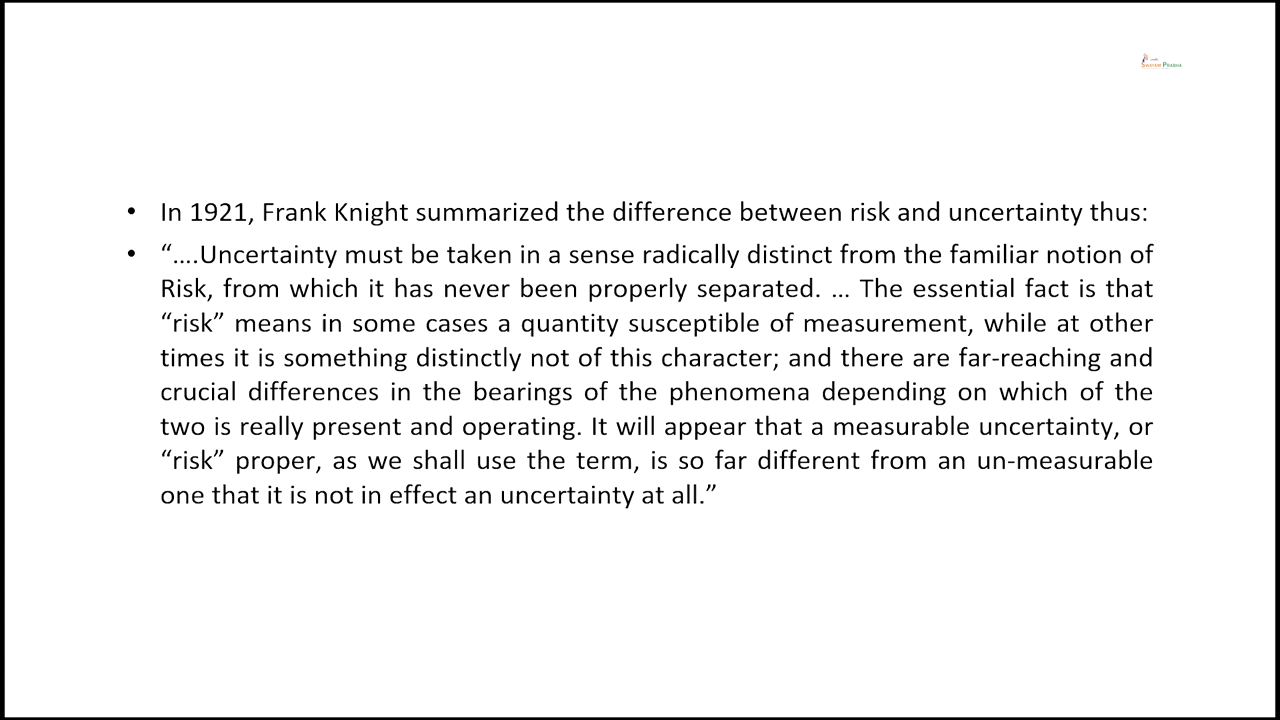 SWAYAM PRABHA
• In 1921, Frank Knight summarized the difference between risk and uncertainty thus:
• “....Uncertainty must be taken in a sense radically distinct from the familiar notion of
Risk, from which it has never been properly separated. ... The essential fact is that
“risk” means in some cases a quantity susceptible of measurement, while at other
times it is something distinctly not of this character; and there are far-reaching and
crucial differences in the bearings of the phenomena depending on which of the
two is really present and operating. It will appear that a measurable uncertainty, or
“risk” proper, as we shall use the term, is so far different from an un-measurable
one that it is not in effect an uncertainty at all.”